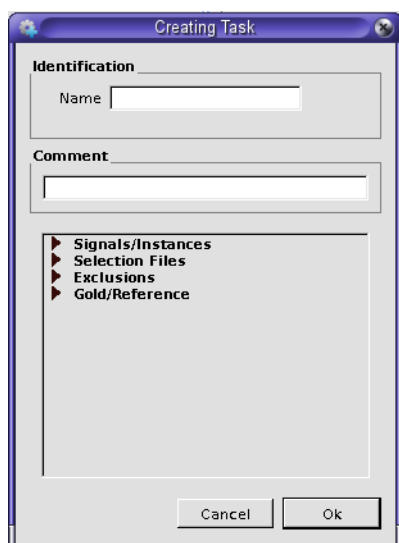 Creating Task
Identification
Name
Comment
Signals/Instances
Selection Files
Exclusions
Gold/Reference
Cancel Ok